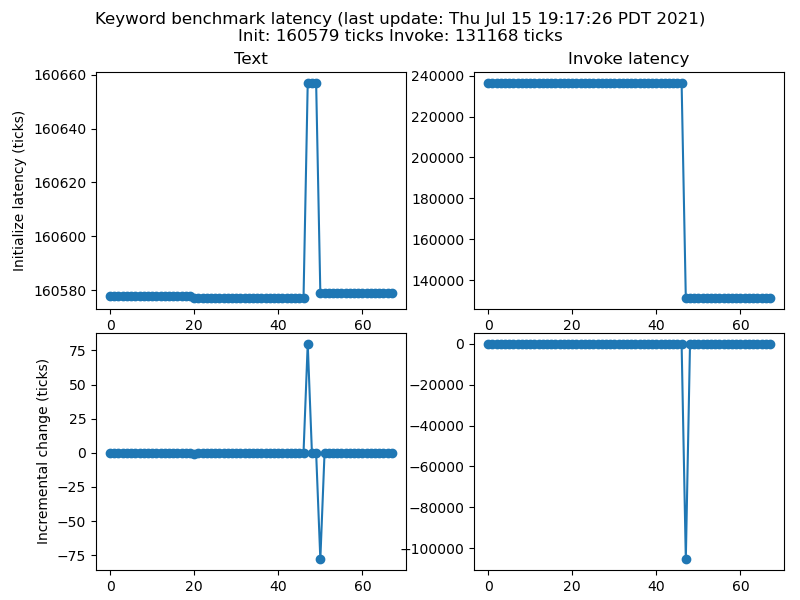 Keyword benchmark latency (last update: Thu Jul 15 19:17:26 PDT 2021)
Init: 160579 ticks Invoke: 131168 ticks
Text
Invoke latency
Initialize latency (ticks)
160660
160640
160620
160600
160580
0 20 40 60
240000
220000
200000
180000
160000
140000
0 20 40 60
Incremental change (ticks)
75
50
25
0
−25
−50
−75
0 20 40 60
0
−20000
−40000
−60000
−80000
−100000
0 20 40 60